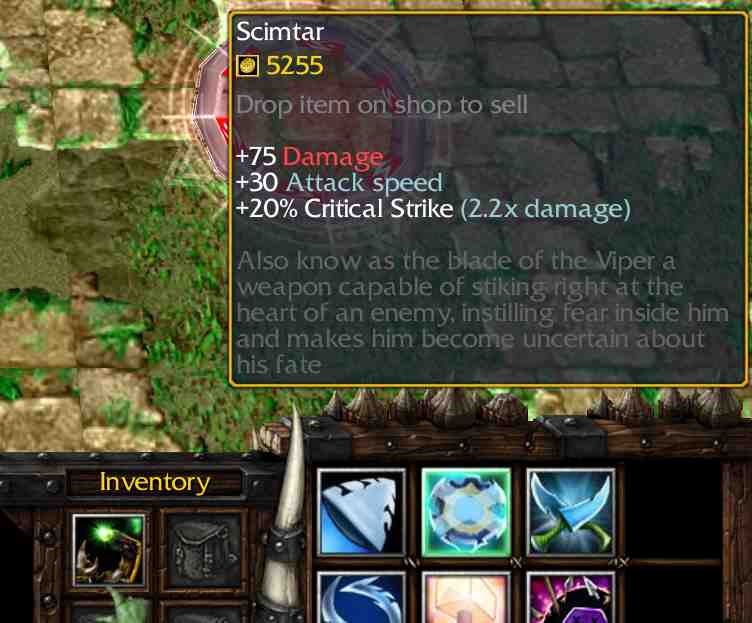 Scimtar
5255
Drop item on shop to sell
+75 Damage
+30 Attack speed
+20% Critical Strike (2.2x damage)
Also know as the blade of the Viper a
weapon capable of stiking right at the
heart of an enemy, instilling fear inside him
and makes him become uncertain about
his fate
Inventory